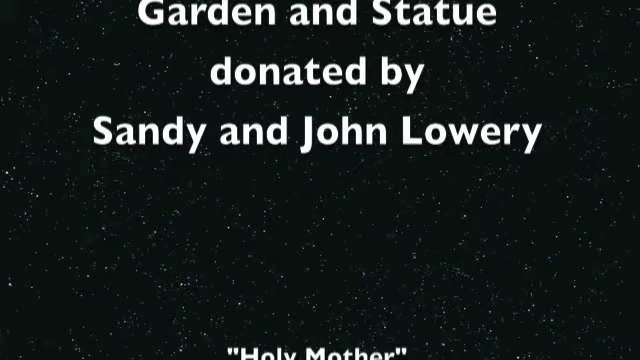 Garden and Statue
donated by
Sandy and John Lowery
"Holy Mother"